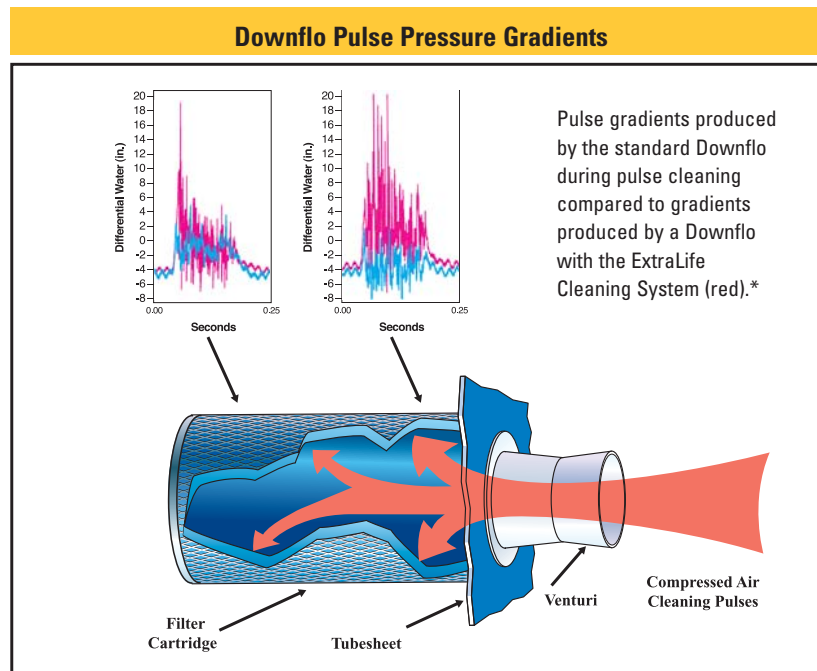 Downflo Pulse Pressure Gradients
Differential Water (in.)
20
18
16
14
12
10
8
6
4
2
0
-2
-4
-6
-8
0.00
0.25
Seconds
Differential Water (in.)
20
18
16
14
12
10
8
6
4
2
0
-2
-4
-6
-8
0.00
0.25
Seconds
Pulse gradients produced
by the standard Downflo
during pulse cleaning
compared to gradients
produced by a Downflo
with the ExtraLife
Cleaning System (red).*
Filter
Cartridge
Tubesheet
Venturi
Compressed Air
Cleaning Pulses